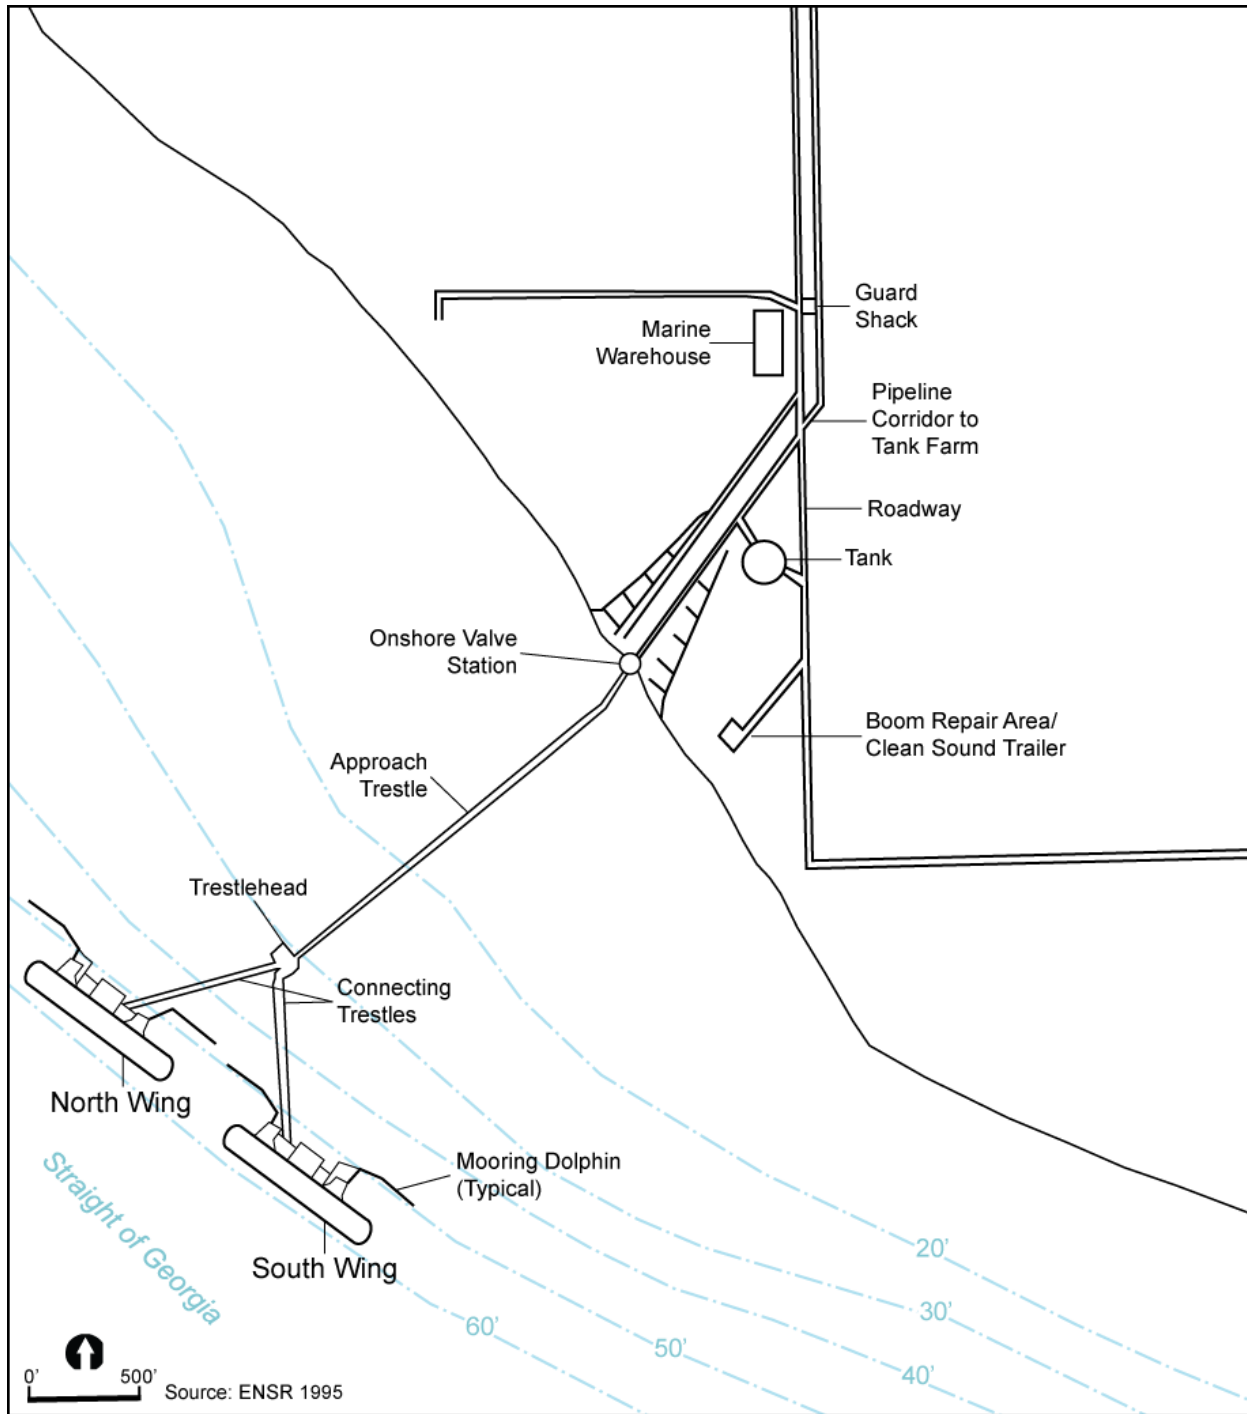 Guard
Shack
Marine
Warehouse
Pipeline
Corridor to
Tank Farm
Roadway
Tank
Onshore Valve
Station
Boom Repair Area/
Clean Sound Trailer
Approach
Trestle
Trestlehead
Connecting
Trestles
North Wing
Mooring Dolphin
(Typical)
Straight of Georgia
South Wing
20'
30'
60'
50'
40'
0'
500'
Source: ENSR 1995